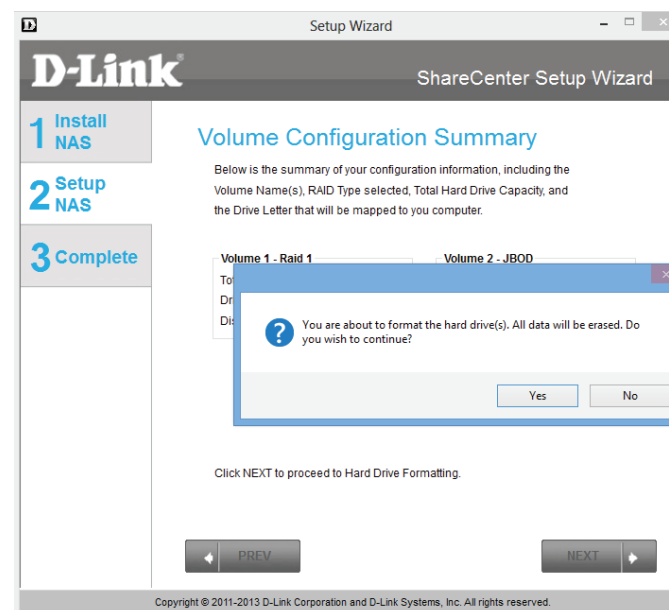 Setup Wizard
D-Link
ShareCenter Setup Wizard
1 Install
NAS
2 Setup
NAS
3 Complete
Volume Configuration Summary
Below is the summary of your configuration information, including the
Volume Name(s), RAID Type selected, Total Hard Drive Capacity, and
the Drive Letter that will be mapped to you computer.
Volume 1 - Raid 1
Volume 2 - JBOD
You are about to format the hard drive(s). All data will be erased. Do
you wish to continue?
Yes
No
Click NEXT to proceed to Hard Drive Formatting.
PREV
NEXT
Copyright © 2011-2013 D-Link Corporation and D-Link Systems, Inc. All rights reserved.